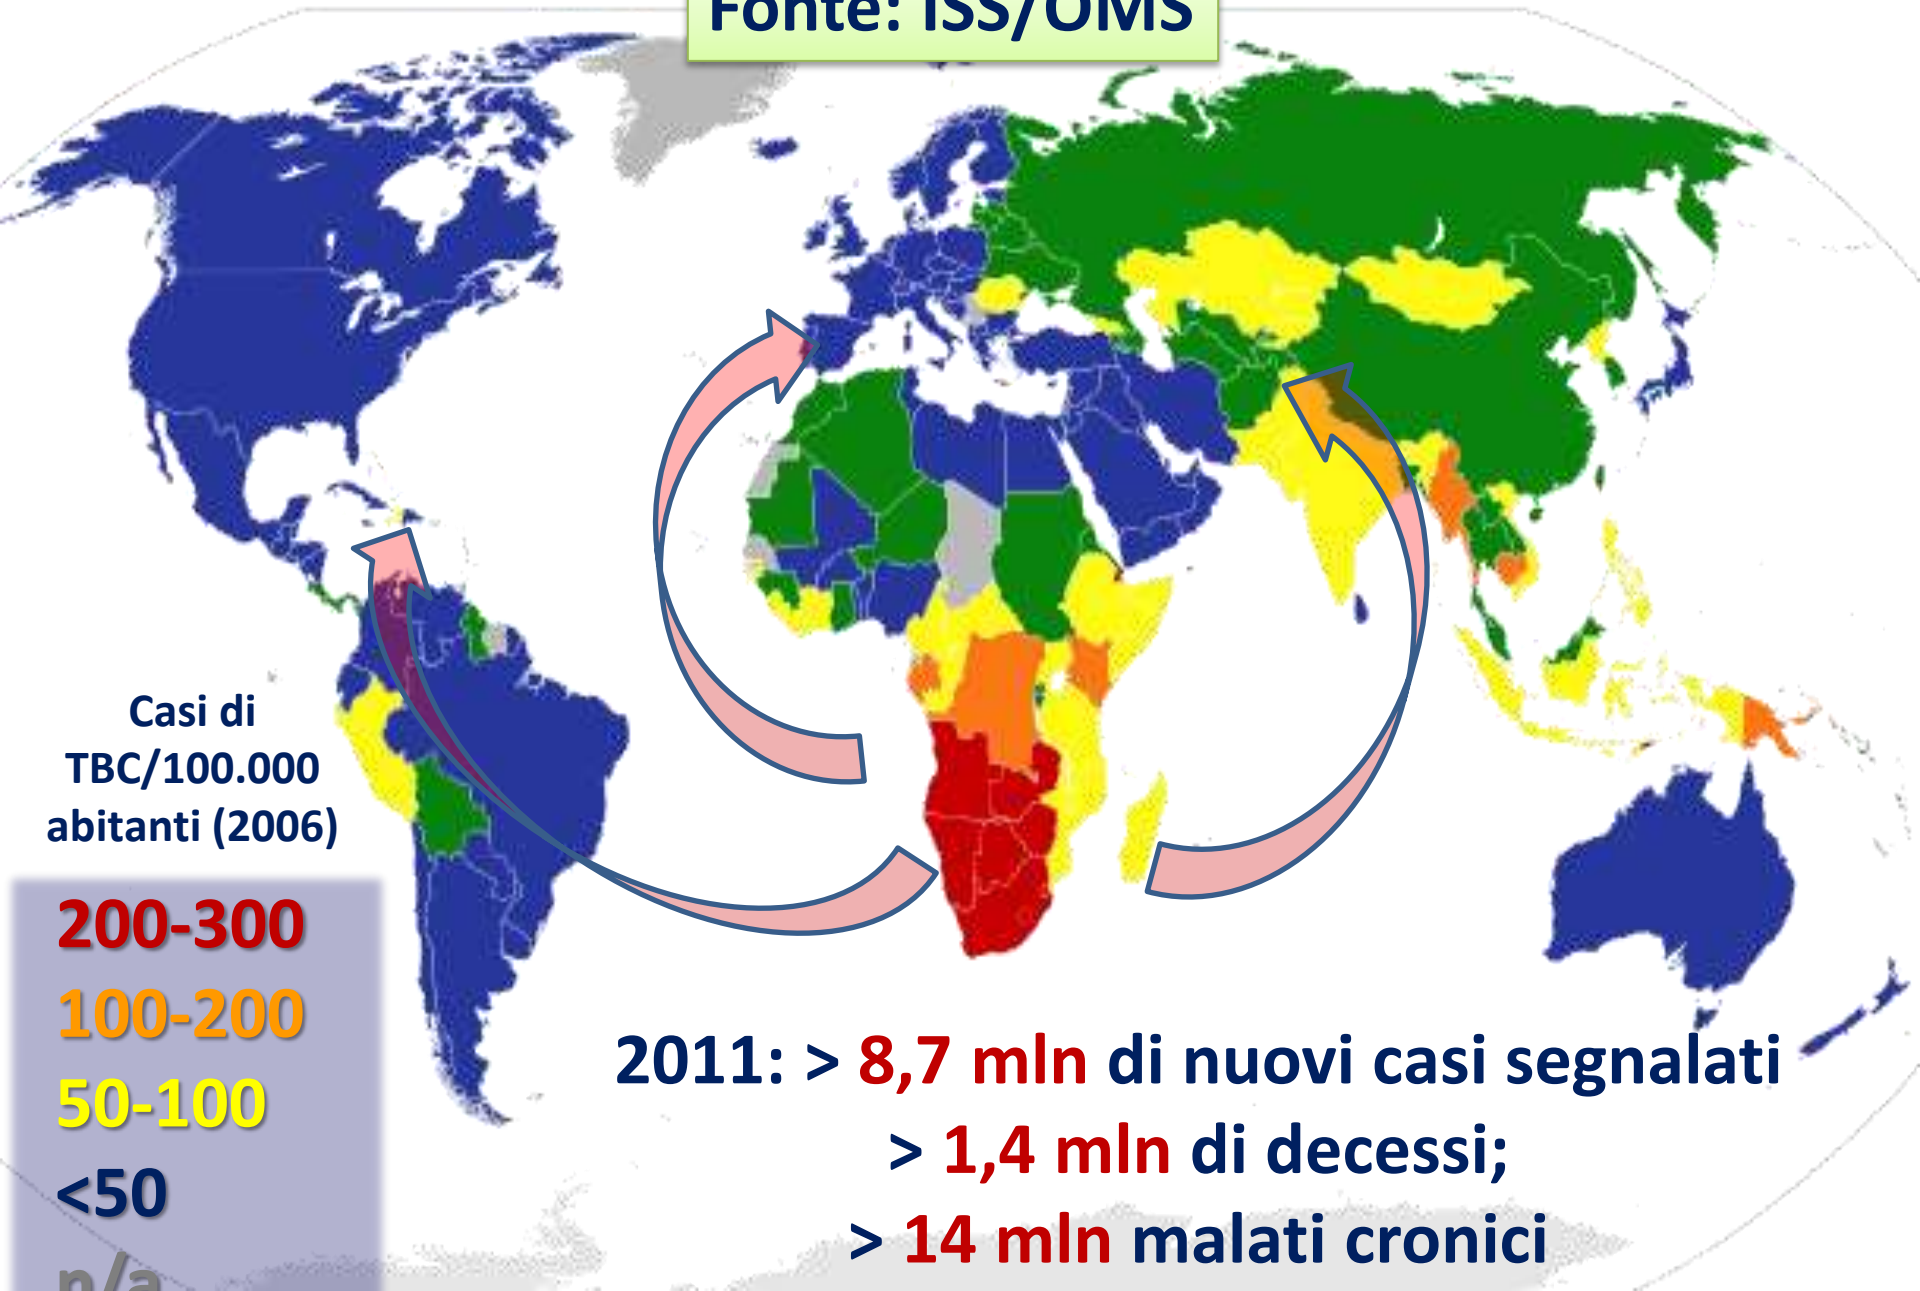 Fonte: ISS/OMS
Casi di
TBC/100.000
abitanti (2006)
200-300
100-200
50-100
<50
n/a
2011: > 8,7 mln di nuovi casi segnalati
> 1,4 mln di decessi;
> 14 mln malati cronici